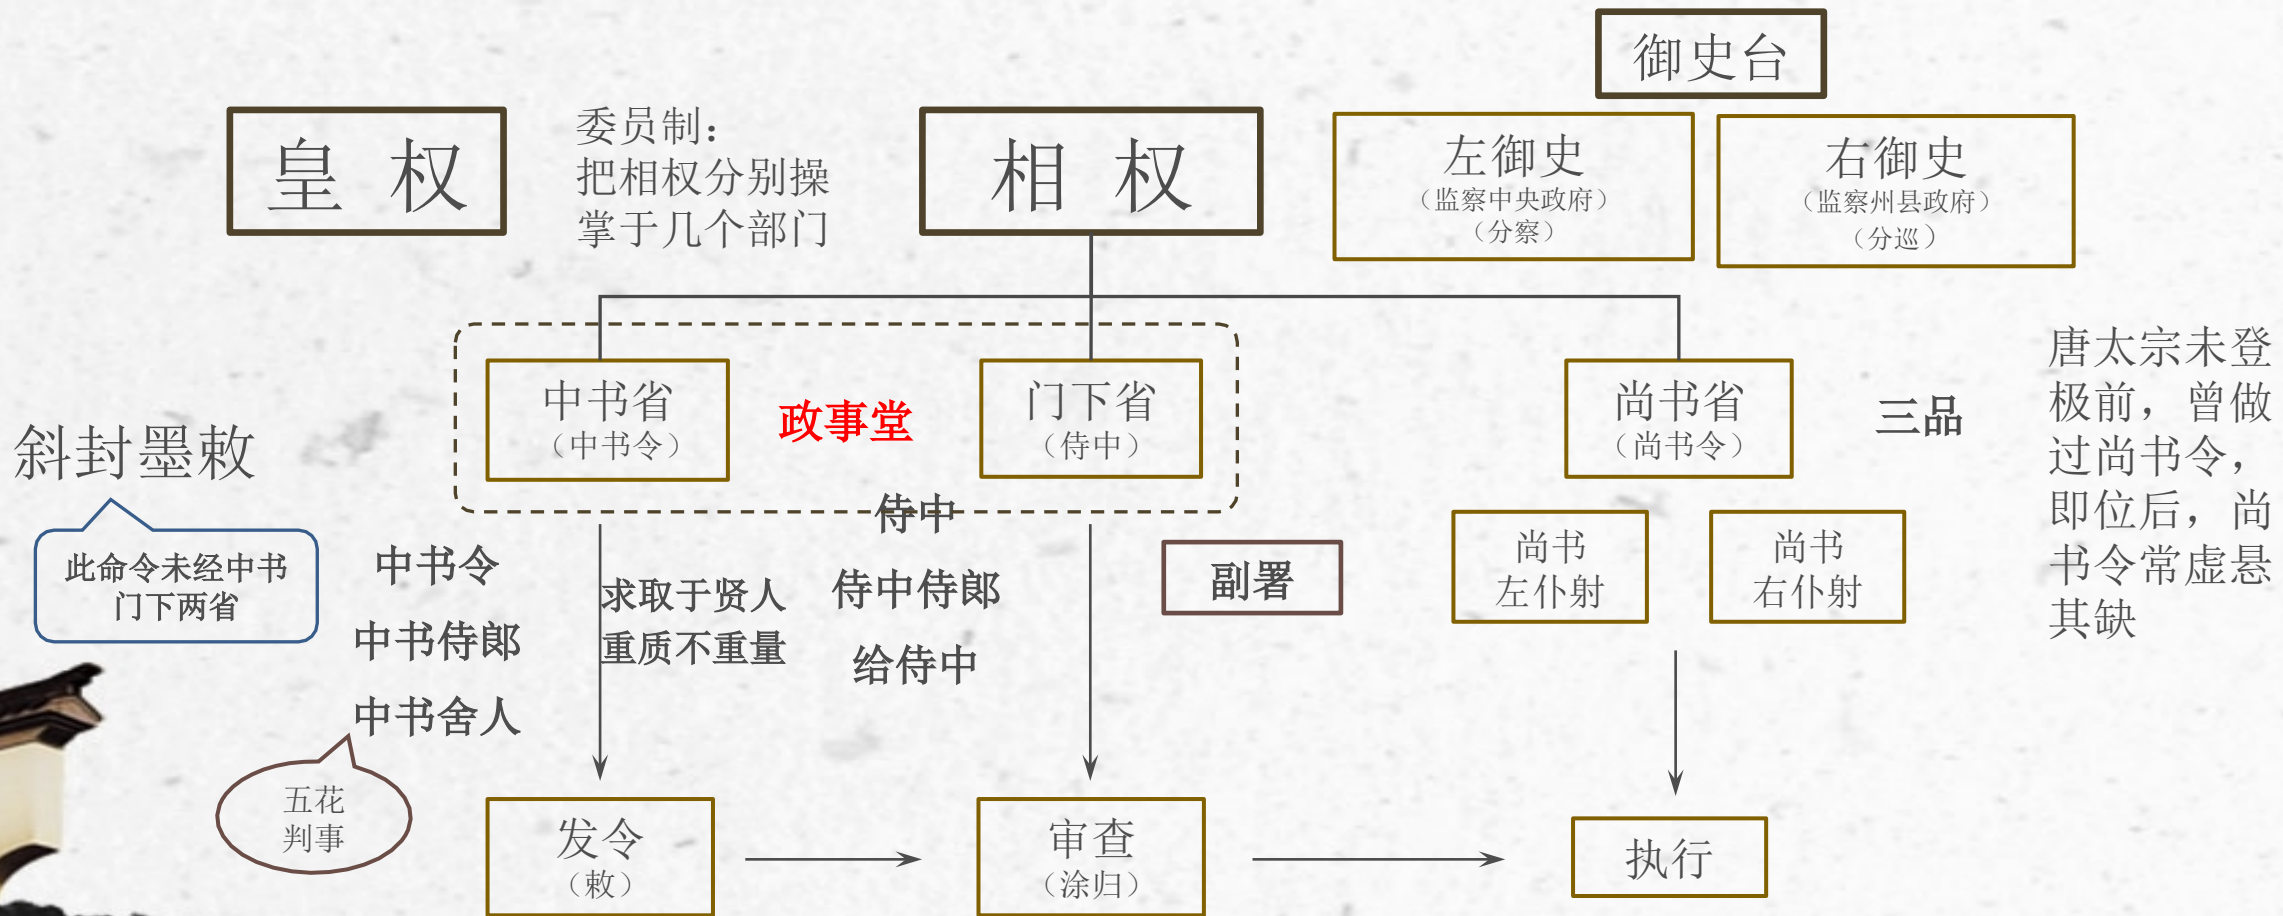 御史台
皇 权
委员制：
把相权分别操
掌于几个部门
相 权
左御史
（监察中央政府）
（分察）
右御史
（监察州县政府）
（分巡）
中书省
（中书令）
政事堂
门下省
（侍中）
尚书省
（尚书令）
三品
唐太宗未登
极前，曾做
过尚书令，
即位后，尚
书令常虚悬
其缺
斜封墨敕
此命令未经中书
门下两省
中书令
中书侍郎
中书舍人
五花
判事
求取于贤人
重质不重量
侍中
侍中侍郎
给侍中
副署
尚书
左仆射
尚书
右仆射
发令
（敕）
审查
（涂归）
执行